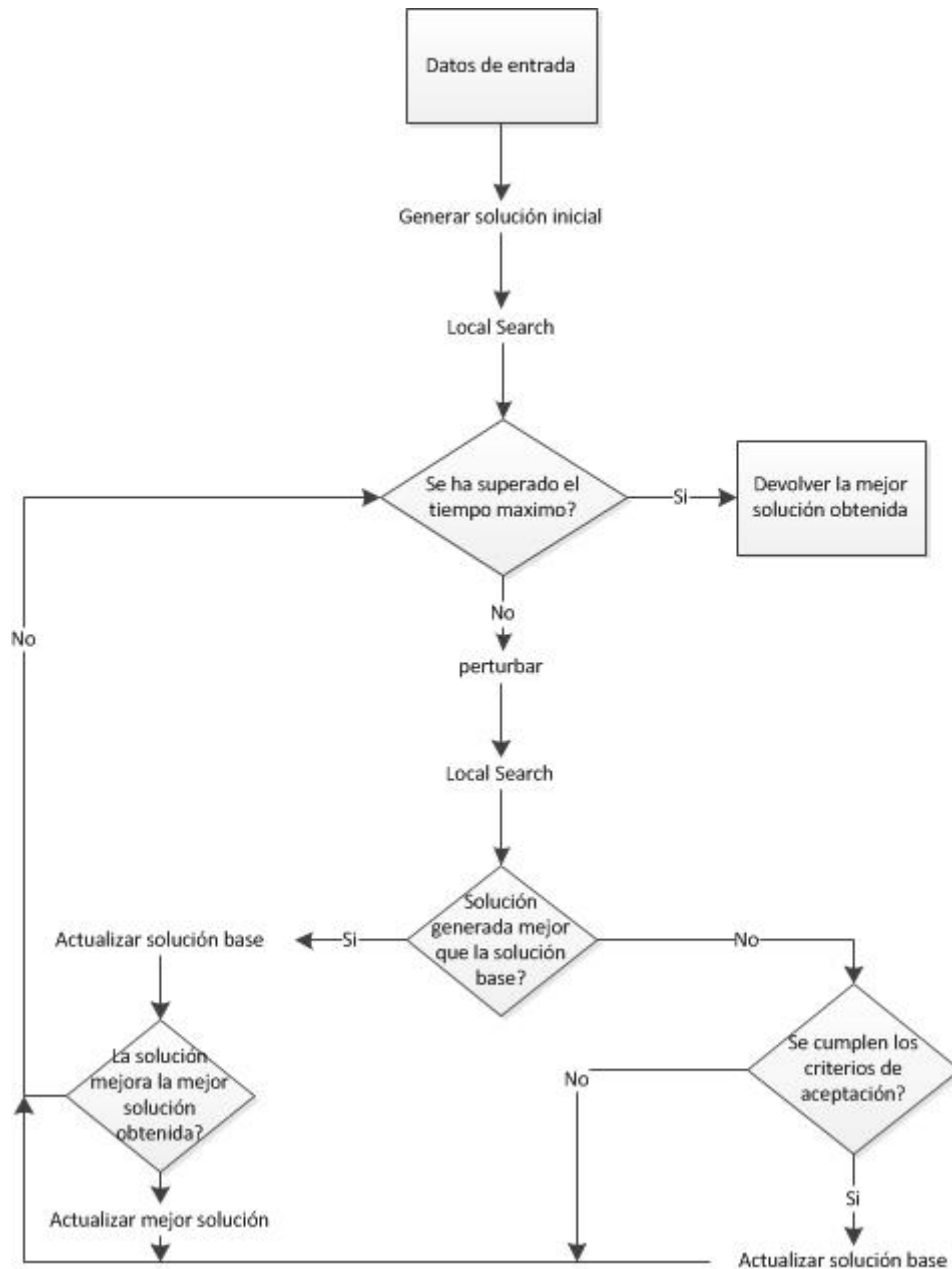 Datos de entrada
Generar solución inicial
Local Search
Se ha superado el
tiempo maximo?
Si
Devolver la mejor
solución obtenida
No
No
perturbar
Local Search
Solución
generada mejor
que la solución
base?
Si
Actualizar solución base
No
La solución
mejora la mejor
solución
obtenida?
Se cumplen los
criterios de
aceptación?
No
Si
Actualizar mejor solución
Actualizar solución base